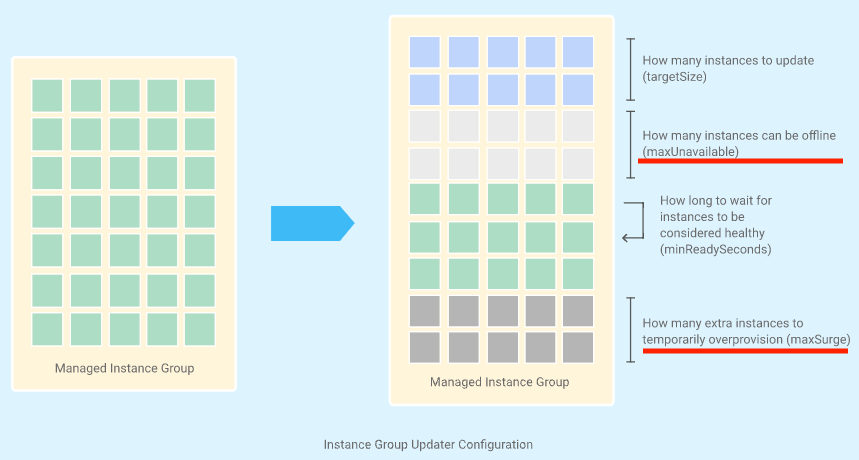 How many instances to update
(targetSize)
How many instances can be offline
(maxUnavailable)
How long to wait for
instances to be
considered healthy
(minReadySeconds)
How many extra instances to
temporarily overprovision (maxSurge)
Managed Instance Group
Managed Instance Group
Instance Group Updater Configuration